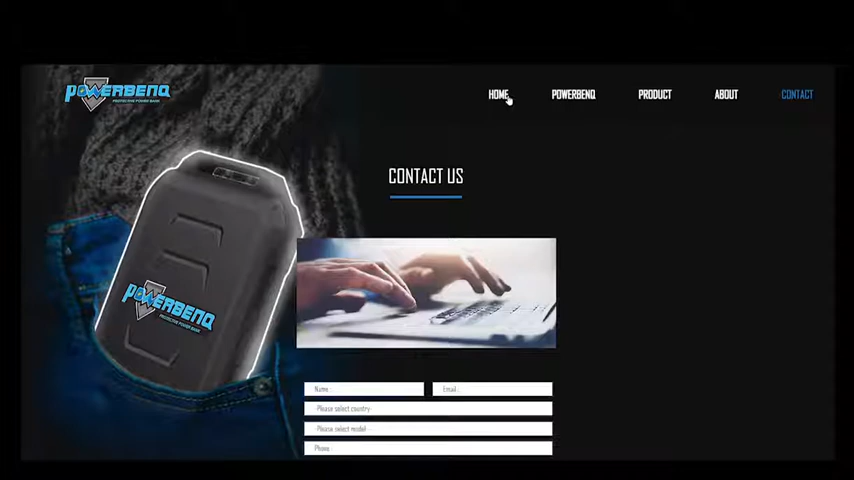 POWERBENQ
PROTECTIVE POWER BANK
HOME
POWERBENQ
PRODUCT
ABOUT
CONTACT
CONTACT US
POWERBENQ
PROTECTIVE POWER BANK
Name :
Email :
-Please select country-
-Please select model -
Phone